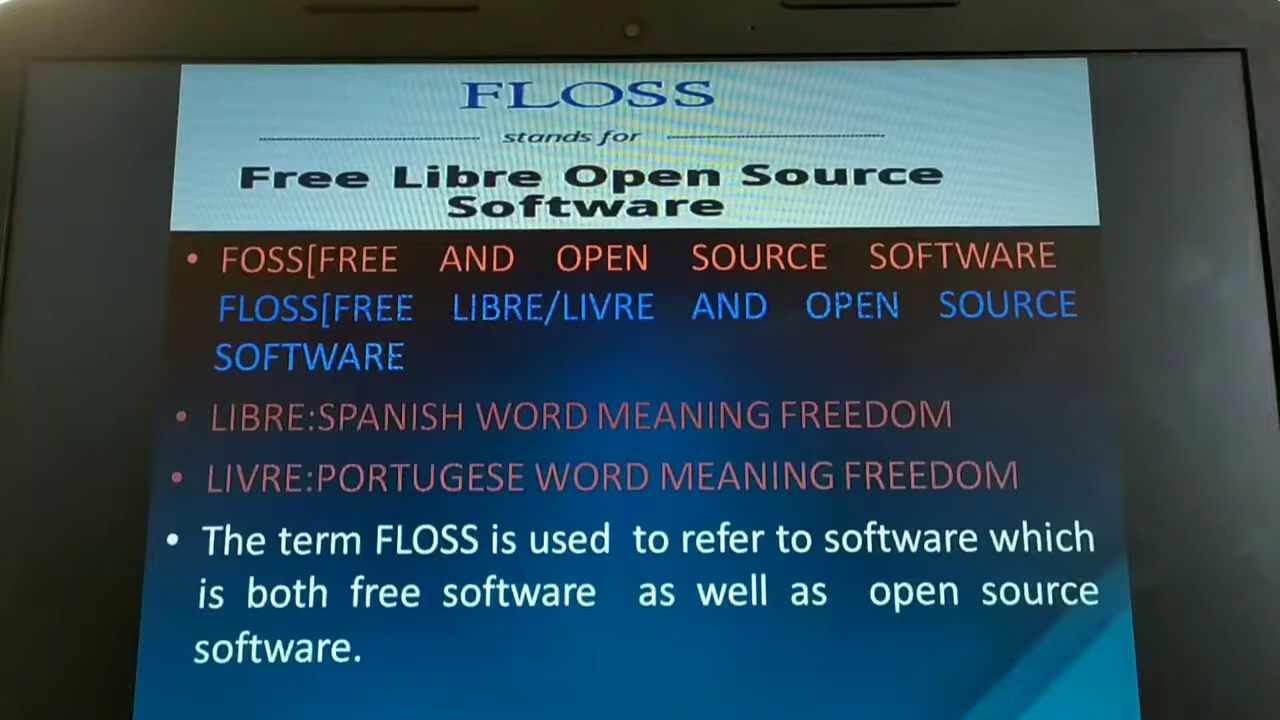 FLOSS
stands for
Free Libre Open Source
Software
• FOSS[FREE AND OPEN SOURCE SOFTWARE
FLOSS[FREE LIBRE/LIVRE AND OPEN SOURCE
SOFTWARE
• LIBRE:SPANISH WORD MEANING FREEDOM
• LIVRE:PORTUGESE WORD MEANING FREEDOM
• The term FLOSS is used to refer to software which
is both free software as well as open source
software.